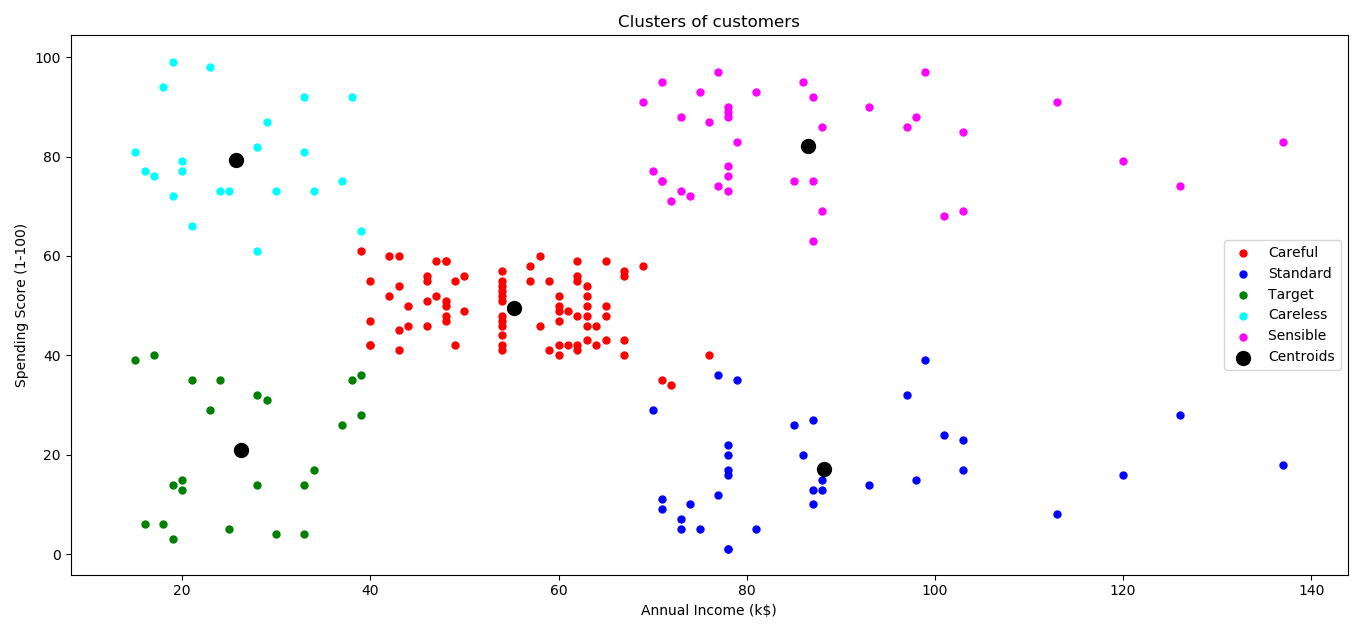 Clusters of customers
Spending Score (1-100)
100
80
60
40
20
0
Careful
Standard
Target
Careless
Sensible
Centroids
20 40 60 80 100 120 140
Annual Income (k$)